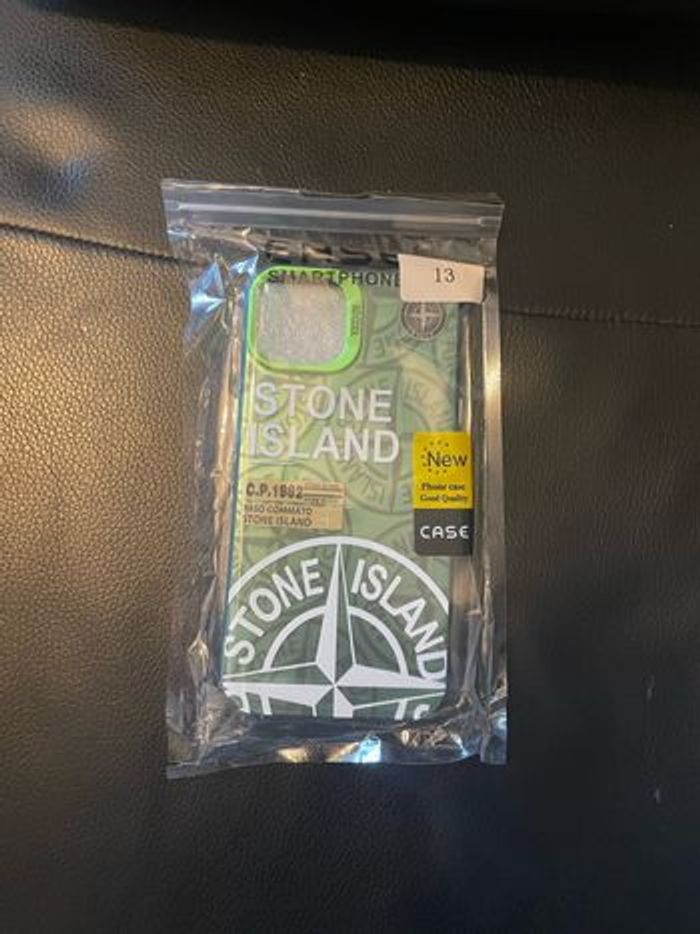 SMARTPHONE
13
STONE
ISLAND
New
Phone case
Good Quality
CASE
C.P.1982
STONE ISLAND
STONE ISLAND